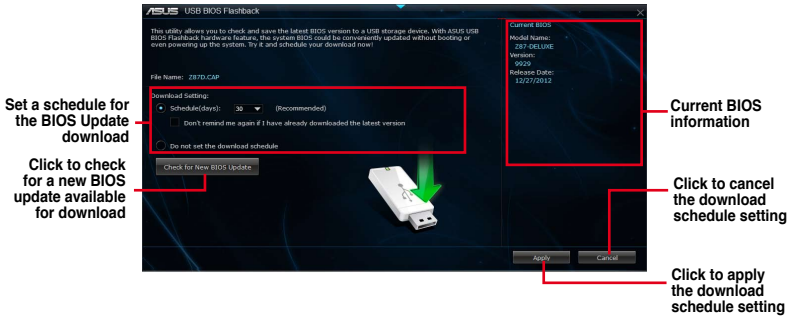 ASUS USB BIOS Flashback
This utility allows you to check and save the latest BIOS version to a USB storage device. With ASUS USB
BIOS Flashback hardware feature, the system BIOS could be conveniently updated without booting or
even powering up the system. Try it and schedule your download now!
File Name: Z87D.CAP
Download Setting:
Schedule(days): 30 (Recommended)
Don't remind me again if I have already downloaded the latest version
Do not set the download schedule
Check for New BIOS Update
Current BIOS
Model Name:
Z87-DELUXE
Version:
9929
Release Date:
12/27/2012
Apply
Cancel
Set a schedule for
the BIOS Update
download
Click to check
for a new BIOS
update available
for download
Current BIOS
information
Click to cancel
the download
schedule setting
Click to apply
the download
schedule setting